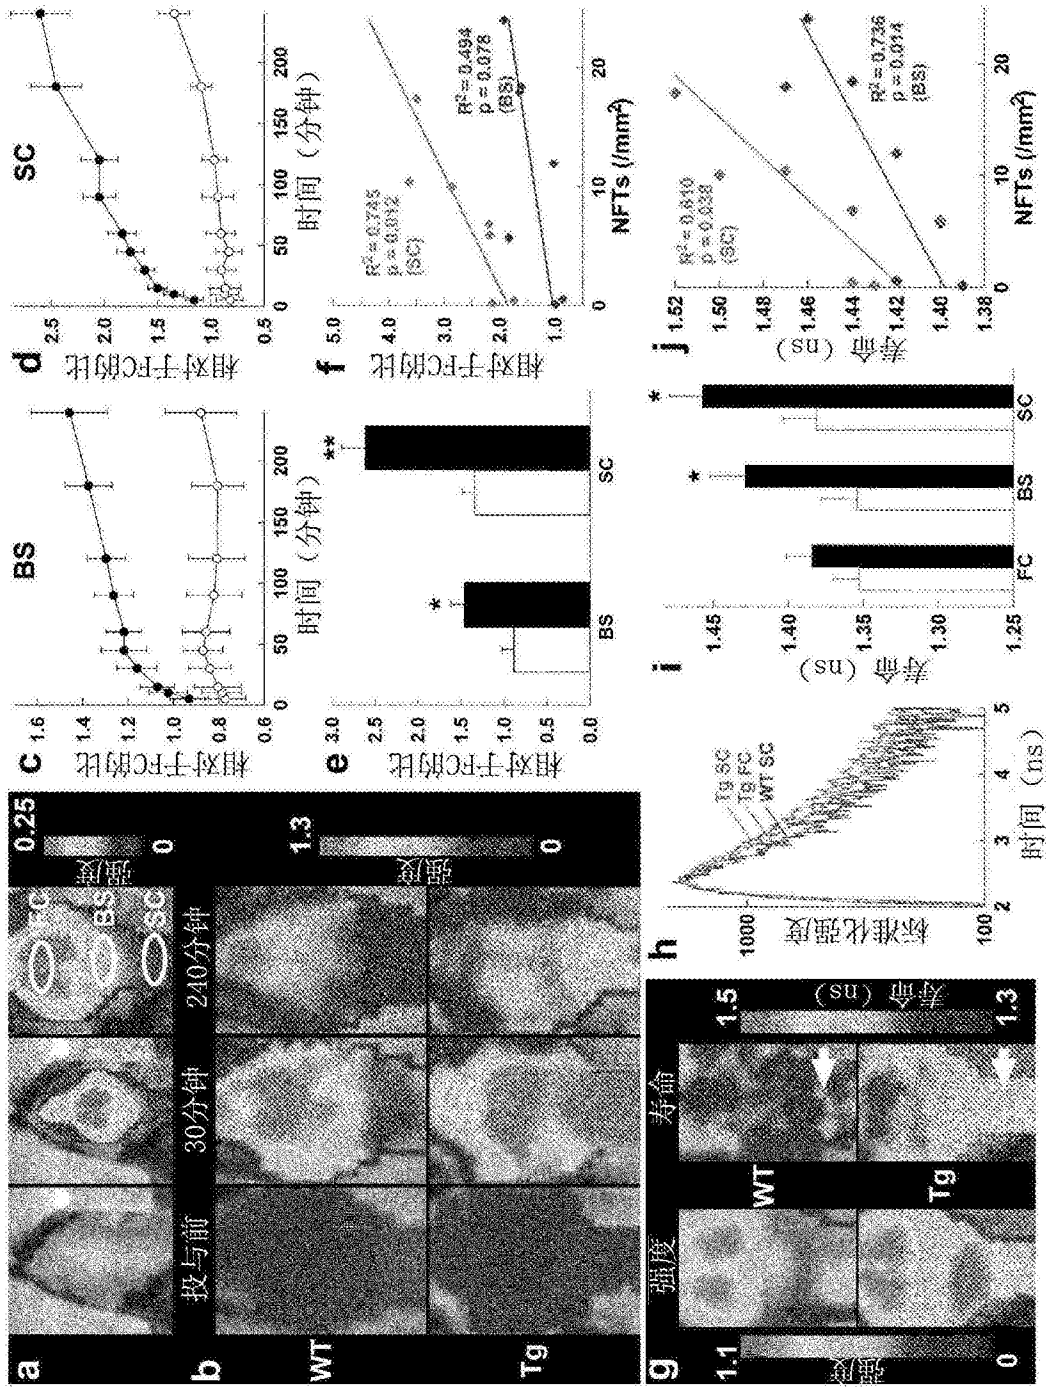 a
FC
BS
SC
0.25
强度
0
b
投与前
30分钟
240分钟
WT
Tg
1.3
强度
0
c
BS
相对于FC的比
1.6
1.4
1.2
1.0
0.8
0.6
0
50
100
150
200
时间（分钟）
d
SC
相对于FC的比
2.5
2.0
1.5
1.0
0.5
0
50
100
150
200
时间（分钟）
e
相对于FC的比
3.0
2.5
2.0
1.5
1.0
0.5
0.0
*
**
BS
SC
f
相对于FC的比
5.0
4.0
3.0
2.0
1.0
R² = 0.745
p = 0.012
(SC)
R² = 0.494
p = 0.078
(BS)
0
10
20
NFTs (/mm²)
g
强度
寿命
1.1
强度
0
WT
Tg
1.5
寿命 (ns)
1.3
h
标准化强度
1000
100
Tg SC
Tg FC
WT SC
2
3
4
5
时间（ns）
i
寿命 (ns)
1.45
1.40
1.35
1.30
1.25
*
*
FC
BS
SC
j
寿命 (ns)
1.52
1.50
1.48
1.46
1.44
1.42
1.40
1.38
R² = 0.610
p = 0.038
(SC)
R² = 0.736
p = 0.014
(BS)
0
10
20
NFTs (/mm²)